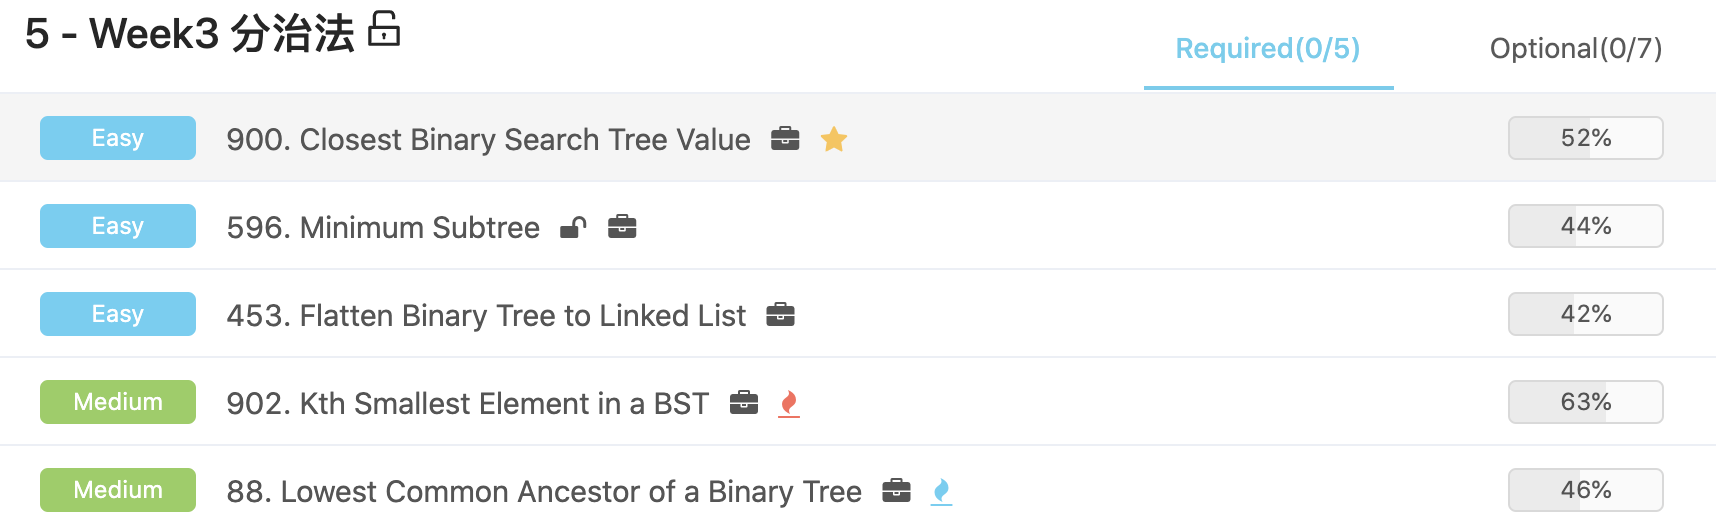 5 - Week3 分治法
Required(0/5)
Optional(0/7)
Easy
900. Closest Binary Search Tree Value
52%
Easy
596. Minimum Subtree
44%
Easy
453. Flatten Binary Tree to Linked List
42%
Medium
902. Kth Smallest Element in a BST
63%
Medium
88. Lowest Common Ancestor of a Binary Tree
46%